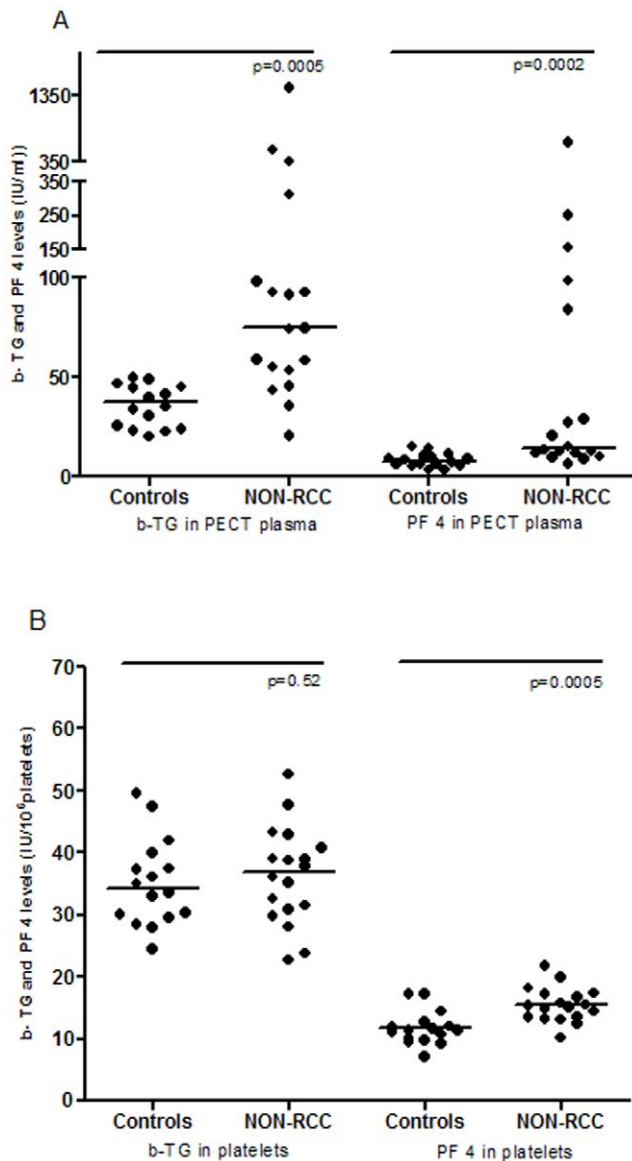 A
p=0.0005
p=0.0002
b- TG and PF 4 levels (IU/ml))
1350
350
350
250
150
100
50
0
Controls
NON-RCC
Controls
NON-RCC
b-TG in PECT plasma
PF 4 in PECT plasma
B
p=0.52
p=0.0005
b- TG and PF 4 levels (IU/10⁶platelets)
70
60
50
40
30
20
10
0
Controls
NON-RCC
Controls
NON-RCC
b-TG in platelets
PF 4 in platelets